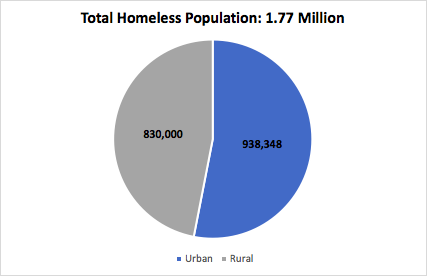 Total Homeless Population: 1.77 Million
830,000
938,348
Urban Rural